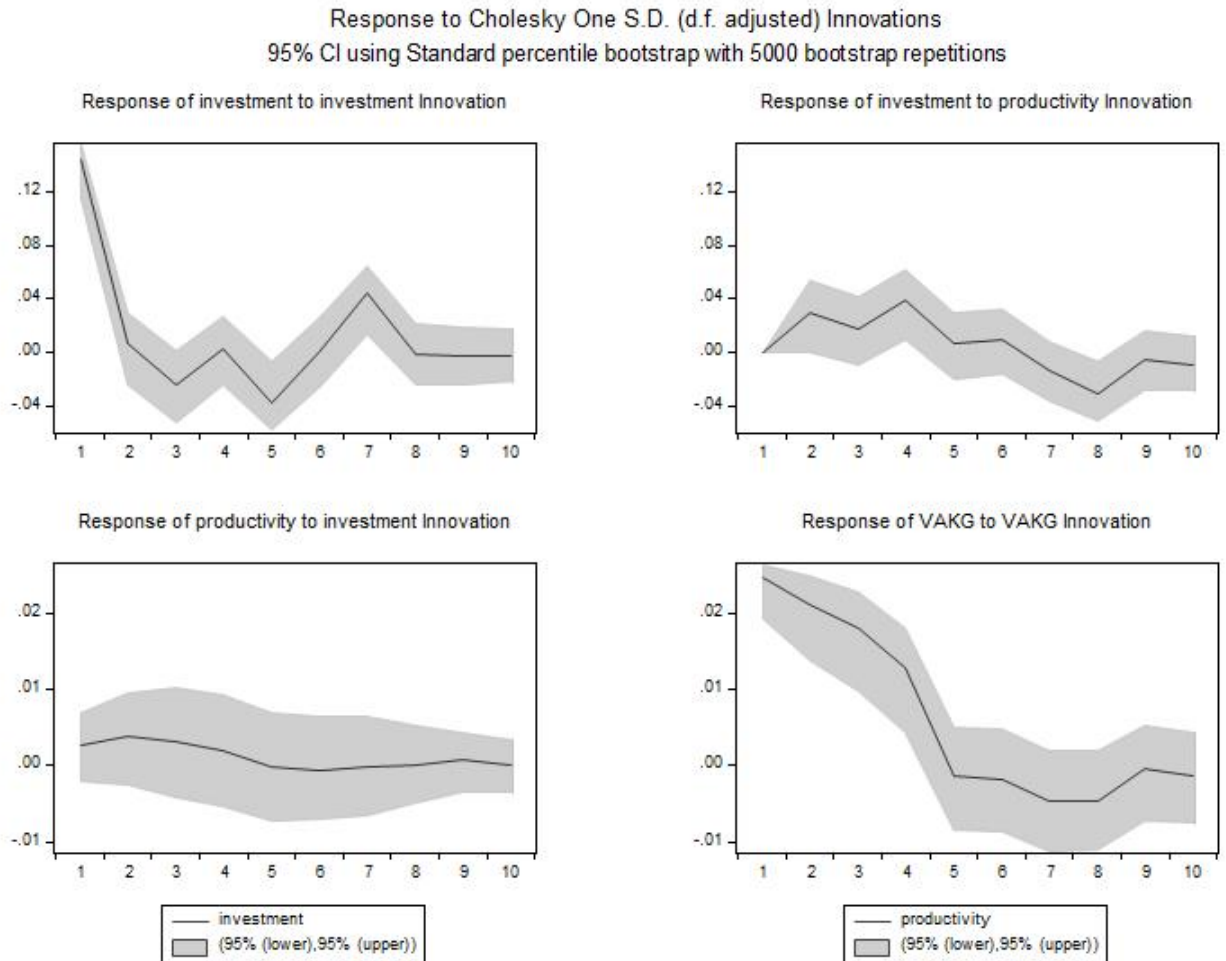 Response to Cholesky One S.D. (d.f. adjusted) Innovations
95% CI using Standard percentile bootstrap with 5000 bootstrap repetitions
Response of investment to investment Innovation
.12
.08
.04
.00
-.04
1 2 3 4 5 6 7 8 9 10
Response of investment to productivity Innovation
.12
.08
.04
.00
-.04
1 2 3 4 5 6 7 8 9 10
Response of productivity to investment Innovation
.02
.01
.00
-.01
1 2 3 4 5 6 7 8 9 10
Response of VAKG to VAKG Innovation
.02
.01
.00
-.01
1 2 3 4 5 6 7 8 9 10
investment
(95% (lower),95% (upper))
productivity
(95% (lower),95% (upper))